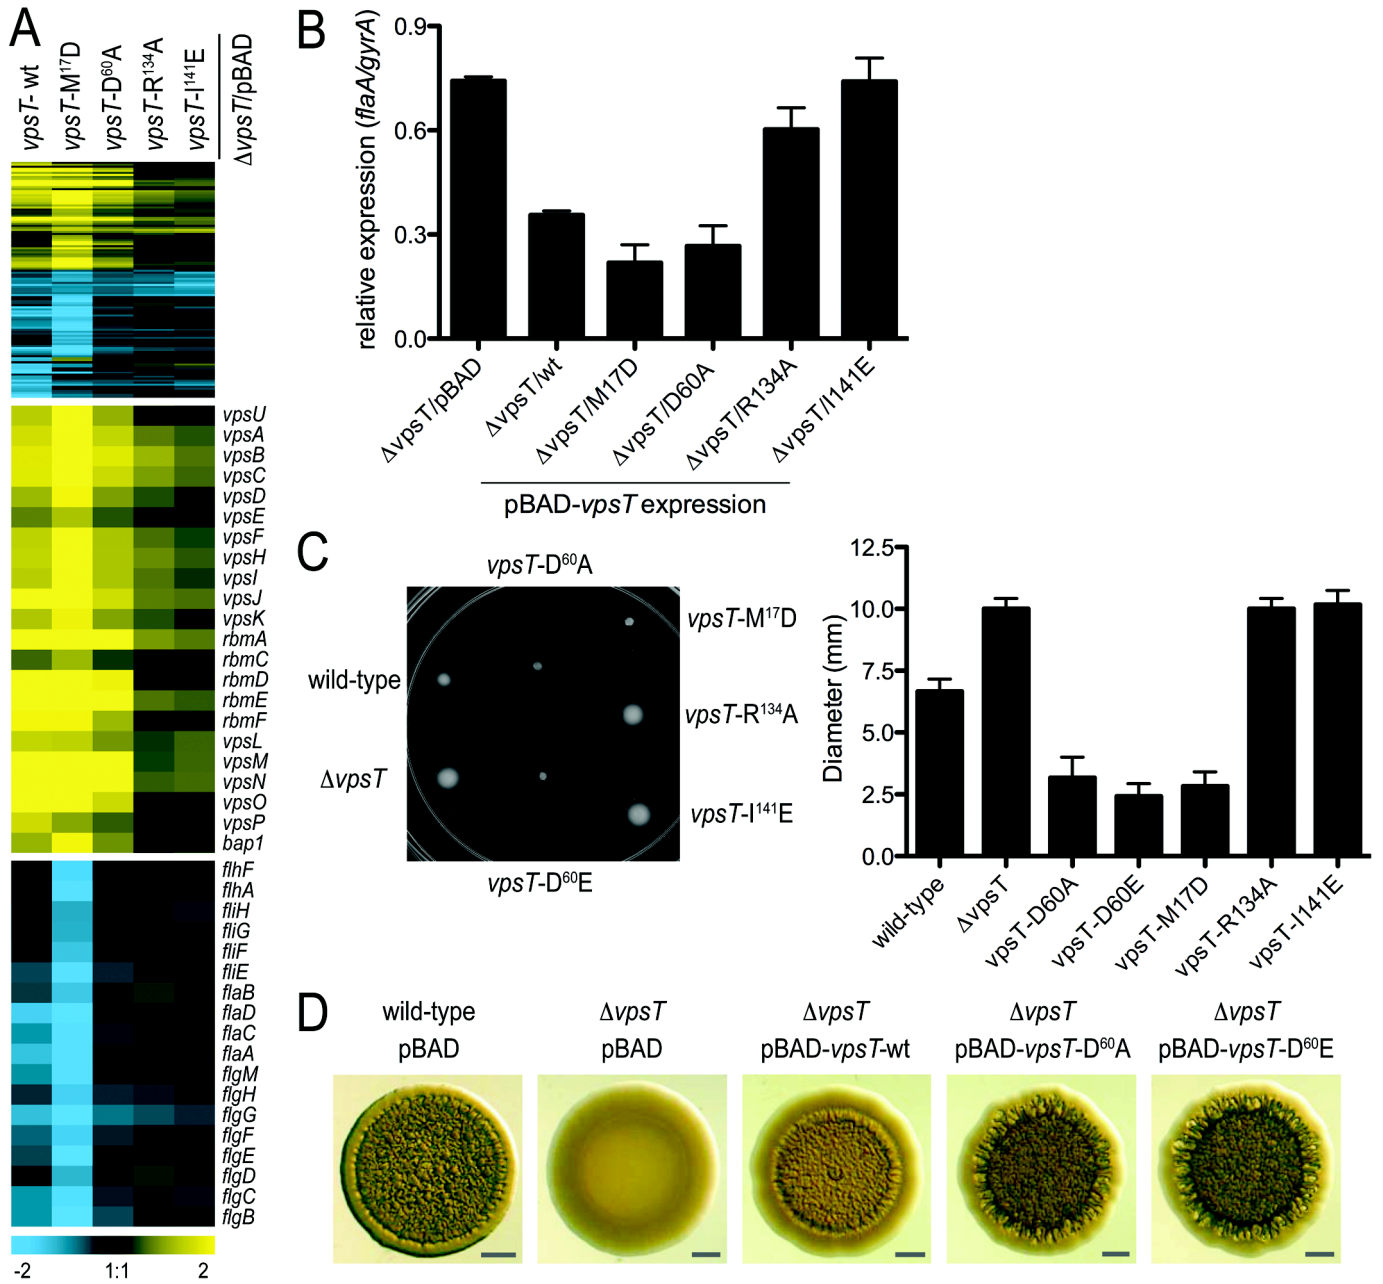 A
vpsT- wt
vpsT-M¹⁷D
vpsT-D⁶⁰A
vpsT-R¹³⁴A
vpsT-I¹⁴¹E
ΔvpsT/pBAD
vpsU
vpsA
vpsB
vpsC
vpsD
vpsE
vpsF
vpsH
vpsI
vpsJ
vpsK
rbmA
rbmC
rbmD
rbmE
rbmF
vpsL
vpsM
vpsN
vpsO
vpsP
bap1
flhF
flhA
fliH
fliG
fliF
fliE
flaB
flaD
flaC
flaA
flgM
flgH
flgG
flgF
flgE
flgD
flgC
flgB
-2 1:1 2
B
relative expression (flaA/gyrA)
0.9
0.6
0.3
0.0
ΔvpsT/pBAD
ΔvpsT/wt
ΔvpsT/M17D
ΔvpsT/D60A
ΔvpsT/R134A
ΔvpsT/I141E
pBAD-vpsT expression
C
vpsT-D⁶⁰A
vpsT-M¹⁷D
wild-type
vpsT-R¹³⁴A
ΔvpsT
vpsT-I¹⁴¹E
vpsT-D⁶⁰E
Diameter (mm)
12.5
10.0
7.5
5.0
2.5
0.0
wild-type
ΔvpsT
vpsT-D60A
vpsT-D60E
vpsT-M17D
vpsT-R134A
vpsT-I141E
D
wild-type
pBAD
ΔvpsT
pBAD
ΔvpsT
pBAD-vpsT-wt
ΔvpsT
pBAD-vpsT-D⁶⁰A
ΔvpsT
pBAD-vpsT-D⁶⁰E